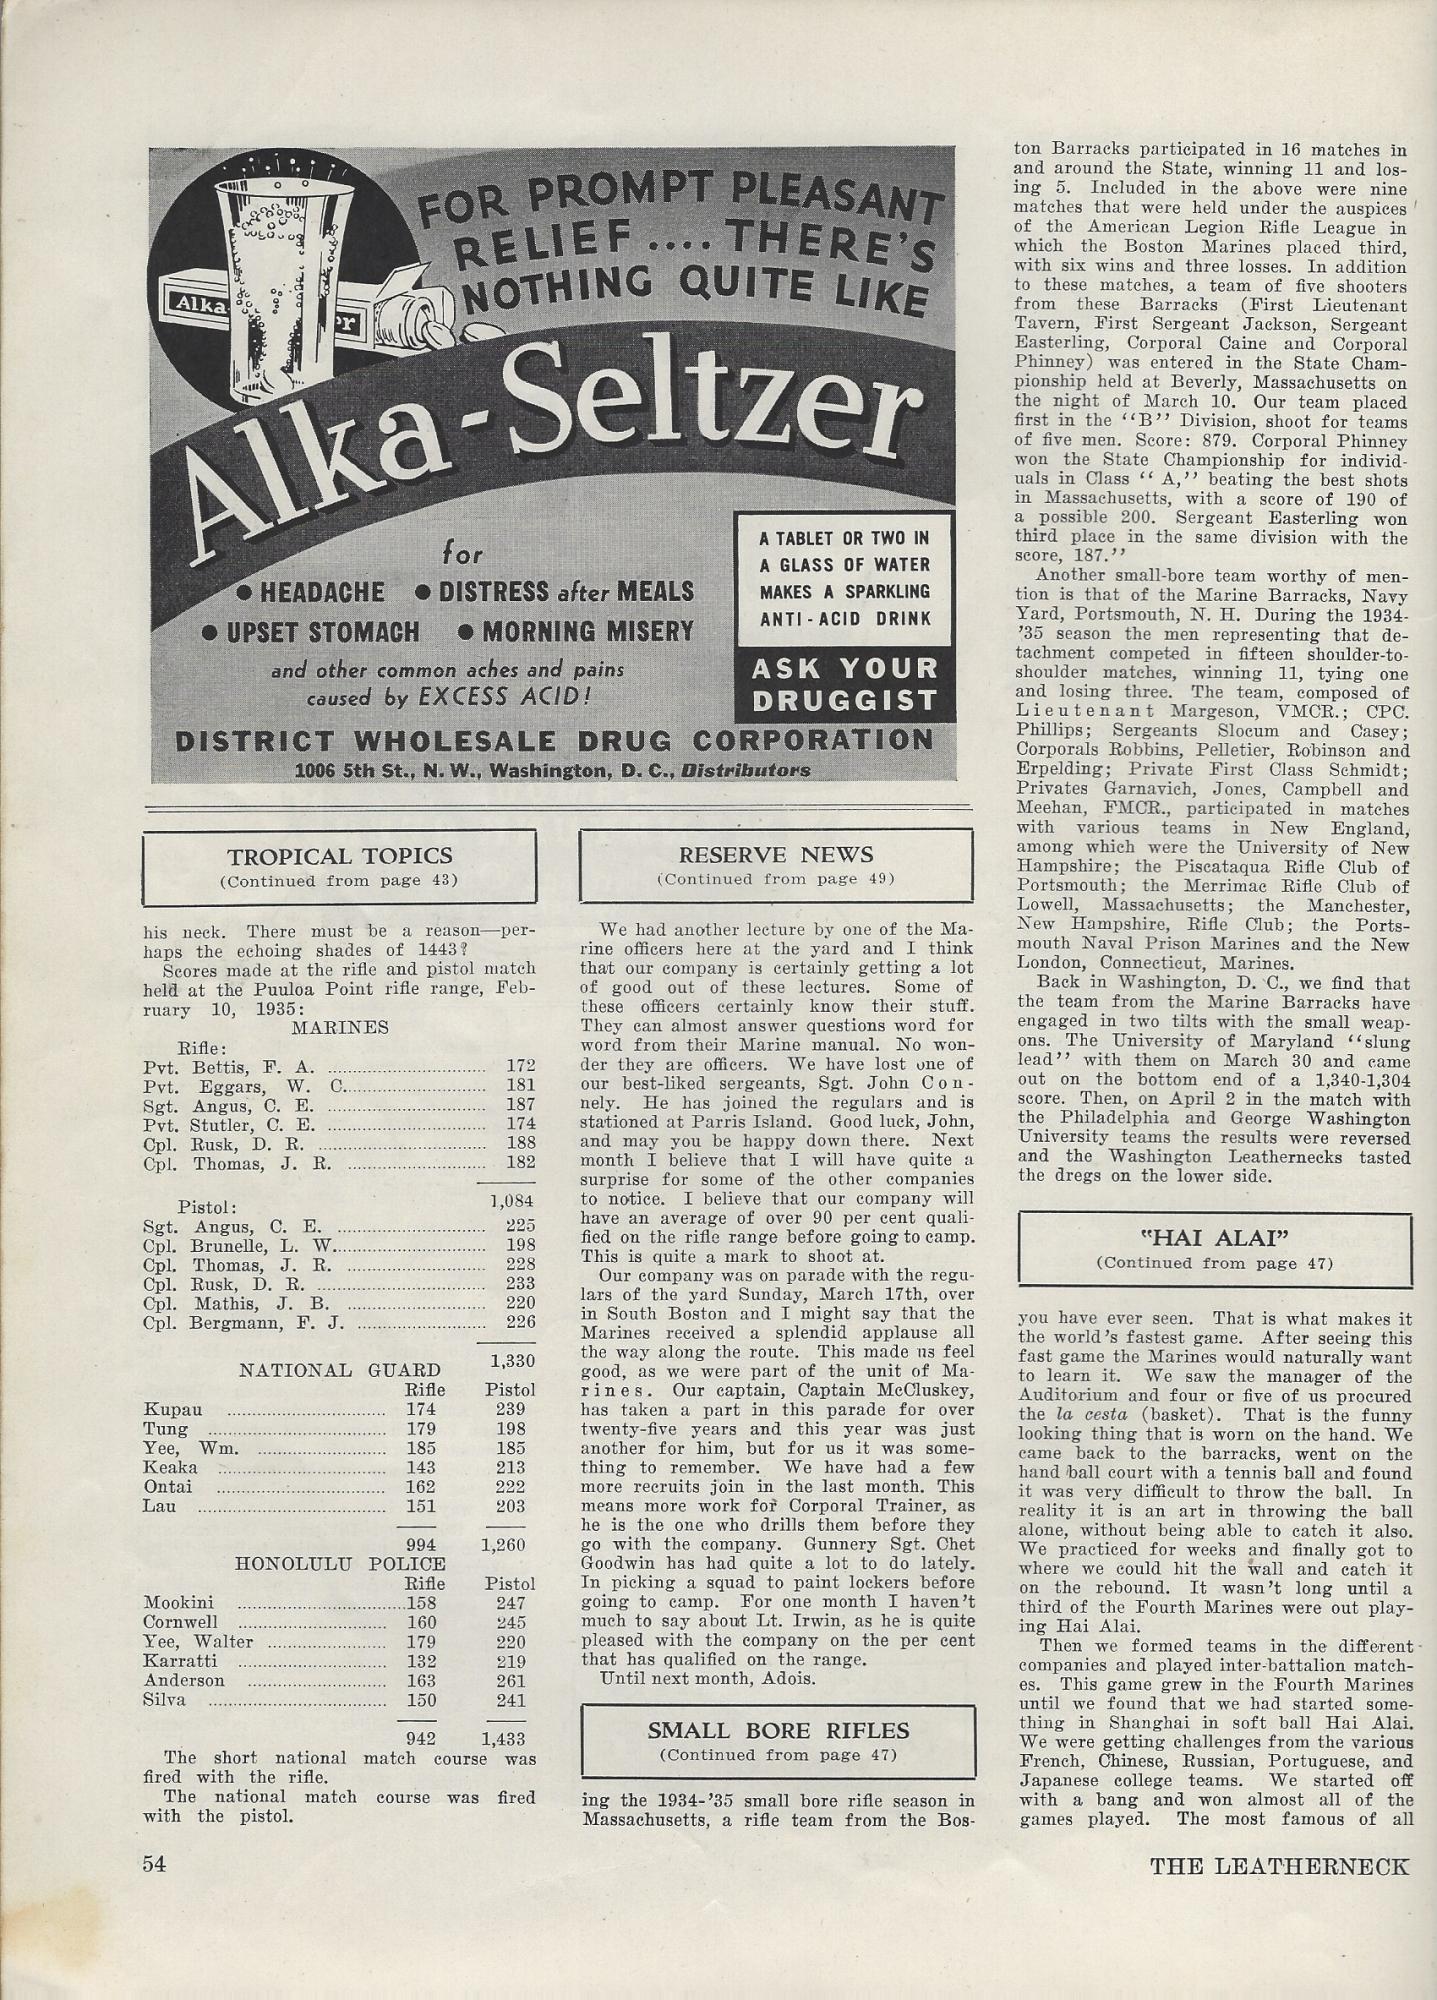 FOR PROMPT PLEASANT
RELIEF .... THERE'S
NOTHING QUITE LIKE
Alka-Seltzer
for
● HEADACHE ● DISTRESS after MEALS
● UPSET STOMACH ● MORNING MISERY
and other common aches and pains
caused by EXCESS ACID!
A TABLET OR TWO IN
A GLASS OF WATER
MAKES A SPARKLING
ANTI-ACID DRINK
ASK YOUR
DRUGGIST
DISTRICT WHOLESALE DRUG CORPORATION
1006 5th St., N. W., Washington, D. C., Distributors
TROPICAL TOPICS
(Continued from page 43)
his neck. There must be a reason—per-
haps the echoing shades of 1443?
Scores made at the rifle and pistol match
held at the Puuloa Point rifle range, Feb-
ruary 10, 1935:
MARINES
Rifle:
Pvt. Bettis, F. A. .......... 172
Pvt. Eggars, W. C. .......... 181
Sgt. Angus, C. E. .......... 187
Pvt. Stutler, C. E. .......... 174
Cpl. Rusk, D. R. .......... 188
Cpl. Thomas, J. R. .......... 182
1,084
Pistol:
Sgt. Angus, C. E. .......... 225
Cpl. Brunelle, L. W. .......... 198
Cpl. Thomas, J. R. .......... 228
Cpl. Rusk, D. R. .......... 233
Cpl. Mathis, J. B. .......... 220
Cpl. Bergmann, F. J. .......... 226
1,330
NATIONAL GUARD
Rifle Pistol
Kupau .......... 174 239
Tung .......... 179 198
Yee, Wm. .......... 185 185
Keaka .......... 143 213
Ontai .......... 162 222
Lau .......... 151 203
994 1,260
HONOLULU POLICE
Rifle Pistol
Mookini .......... 158 247
Cornwell .......... 160 245
Yee, Walter .......... 179 220
Karratti .......... 132 219
Anderson .......... 163 261
Silva .......... 150 241
942 1,433
The short national match course was
fired with the rifle.
The national match course was fired
with the pistol.
RESERVE NEWS
(Continued from page 49)
We had another lecture by one of the Ma-
rine officers here at the yard and I think
that our company is certainly getting a lot
of good out of these lectures. Some of
these officers certainly know their stuff.
They can almost answer questions word for
word from their Marine manual. No won-
der they are officers. We have lost one of
our best-liked sergeants, Sgt. John Con-
nely. He has joined the regulars and is
stationed at Parris Island. Good luck, John,
and may you be happy down there. Next
month I believe that I will have quite a
surprise for some of the other companies
to notice. I believe that our company will
have an average of over 90 per cent quali-
fied on the rifle range before going to camp.
This is quite a mark to shoot at.
Our company was on parade with the regu-
lars of the yard Sunday, March 17th, over
in South Boston and I might say that the
Marines received a splendid applause all
the way along the route. This made us feel
good, as we were part of the unit of Ma-
rines. Our captain, Captain McCluskey,
has taken a part in this parade for over
twenty-five years and this year was just
another for him, but for us it was some-
thing to remember. We have had a few
more recruits join in the last month. This
means more work for Corporal Trainer, as
he is the one who drills them before they
go with the company. Gunnery Sgt. Chet
Goodwin has had quite a lot to do lately.
In picking a squad to paint lockers before
going to camp. For one month I haven't
much to say about Lt. Irwin, as he is quite
pleased with the company on the per cent
that has qualified on the range.
Until next month, Adois.
SMALL BORE RIFLES
(Continued from page 47)
ing the 1934-'35 small bore rifle season in
Massachusetts, a rifle team from the Bos-
ton Barracks participated in 16 matches in
and around the State, winning 11 and los-
ing 5. Included in the above were nine
matches that were held under the auspices
of the American Legion Rifle League in
which the Boston Marines placed third,
with six wins and three losses. In addition
to these matches, a team of five shooters
from these Barracks (First Lieutenant
Tavern, First Sergeant Jackson, Sergeant
Easterling, Corporal Caine and Corporal
Phinney) was entered in the State Cham-
pionship held at Beverly, Massachusetts on
the night of March 10. Our team placed
first in the "B" Division, shoot for teams
of five men. Score: 879. Corporal Phinney
won the State Championship for individ-
uals in Class " A," beating the best shots
in Massachusetts, with a score of 190 of
a possible 200. Sergeant Easterling won
third place in the same division with the
score, 187."
Another small-bore team worthy of men-
tion is that of the Marine Barracks, Navy
Yard, Portsmouth, N. H. During the 1934-
'35 season the men representing that de-
tachment competed in fifteen shoulder-to-
shoulder matches, winning 11, tying one
and losing three. The team, composed of
Lieutenant Margeson, VMCR.; CPC.
Phillips; Sergeants Slocum and Casey;
Corporals Robbins, Pelletier, Robinson and
Erpelding; Private First Class Schmidt;
Privates Garnavich, Jones, Campbell and
Meehan, FMCR., participated in matches
with various teams in New England,
among which were the University of New
Hampshire; the Piscataqua Rifle Club of
Portsmouth; the Merrimac Rifle Club of
Lowell, Massachusetts; the Manchester,
New Hampshire, Rifle Club; the Ports-
mouth Naval Prison Marines and the New
London, Connecticut, Marines.
Back in Washington, D. C., we find that
the team from the Marine Barracks have
engaged in two tilts with the small weap-
ons. The University of Maryland "slung
lead" with them on March 30 and came
out on the bottom end of a 1,340-1,304
score. Then, on April 2 in the match with
the Philadelphia and George Washington
University teams the results were reversed
and the Washington Leathernecks tasted
the dregs on the lower side.
"HAI ALAI"
(Continued from page 47)
you have ever seen. That is what makes it
the world's fastest game. After seeing this
fast game the Marines would naturally want
to learn it. We saw the manager of the
Auditorium and four or five of us procured
the la cesta (basket). That is the funny
looking thing that is worn on the hand. We
came back to the barracks, went on the
hand ball court with a tennis ball and found
it was very difficult to throw the ball. In
reality it is an art in throwing the ball
alone, without being able to catch it also.
We practiced for weeks and finally got to
where we could hit the wall and catch it
on the rebound. It wasn't long until a
third of the Fourth Marines were out play-
ing Hai Alai.
Then we formed teams in the different
companies and played inter-battalion match-
es. This game grew in the Fourth Marines
until we found that we had started some-
thing in Shanghai in soft ball Hai Alai.
We were getting challenges from the various
French, Chinese, Russian, Portuguese, and
Japanese college teams. We started off
with a bang and won almost all of the
games played. The most famous of all
54
THE LEATHERNECK